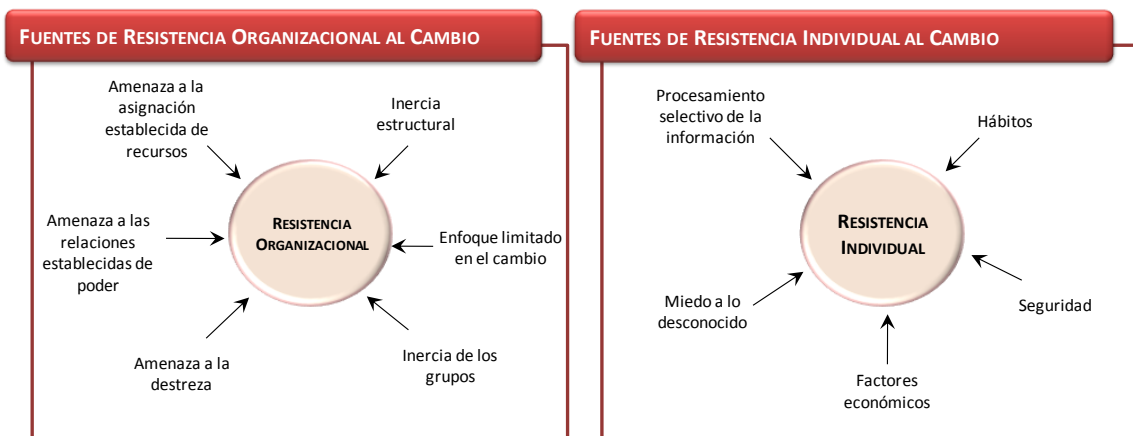 FUENTES DE RESISTENCIA ORGANIZACIONAL AL CAMBIO
Amenaza a la
asignación
establecida de
recursos
Inercia
estructural
Amenaza a las
relaciones
establecidas de
poder
RESISTENCIA
ORGANIZACIONAL
Enfoque limitado
en el cambio
Amenaza a la
destreza
Inercia de los
grupos
FUENTES DE RESISTENCIA INDIVIDUAL AL CAMBIO
Procesamiento
selectivo de la
información
Hábitos
RESISTENCIA
INDIVIDUAL
Miedo a lo
desconocido
Seguridad
Factores
económicos